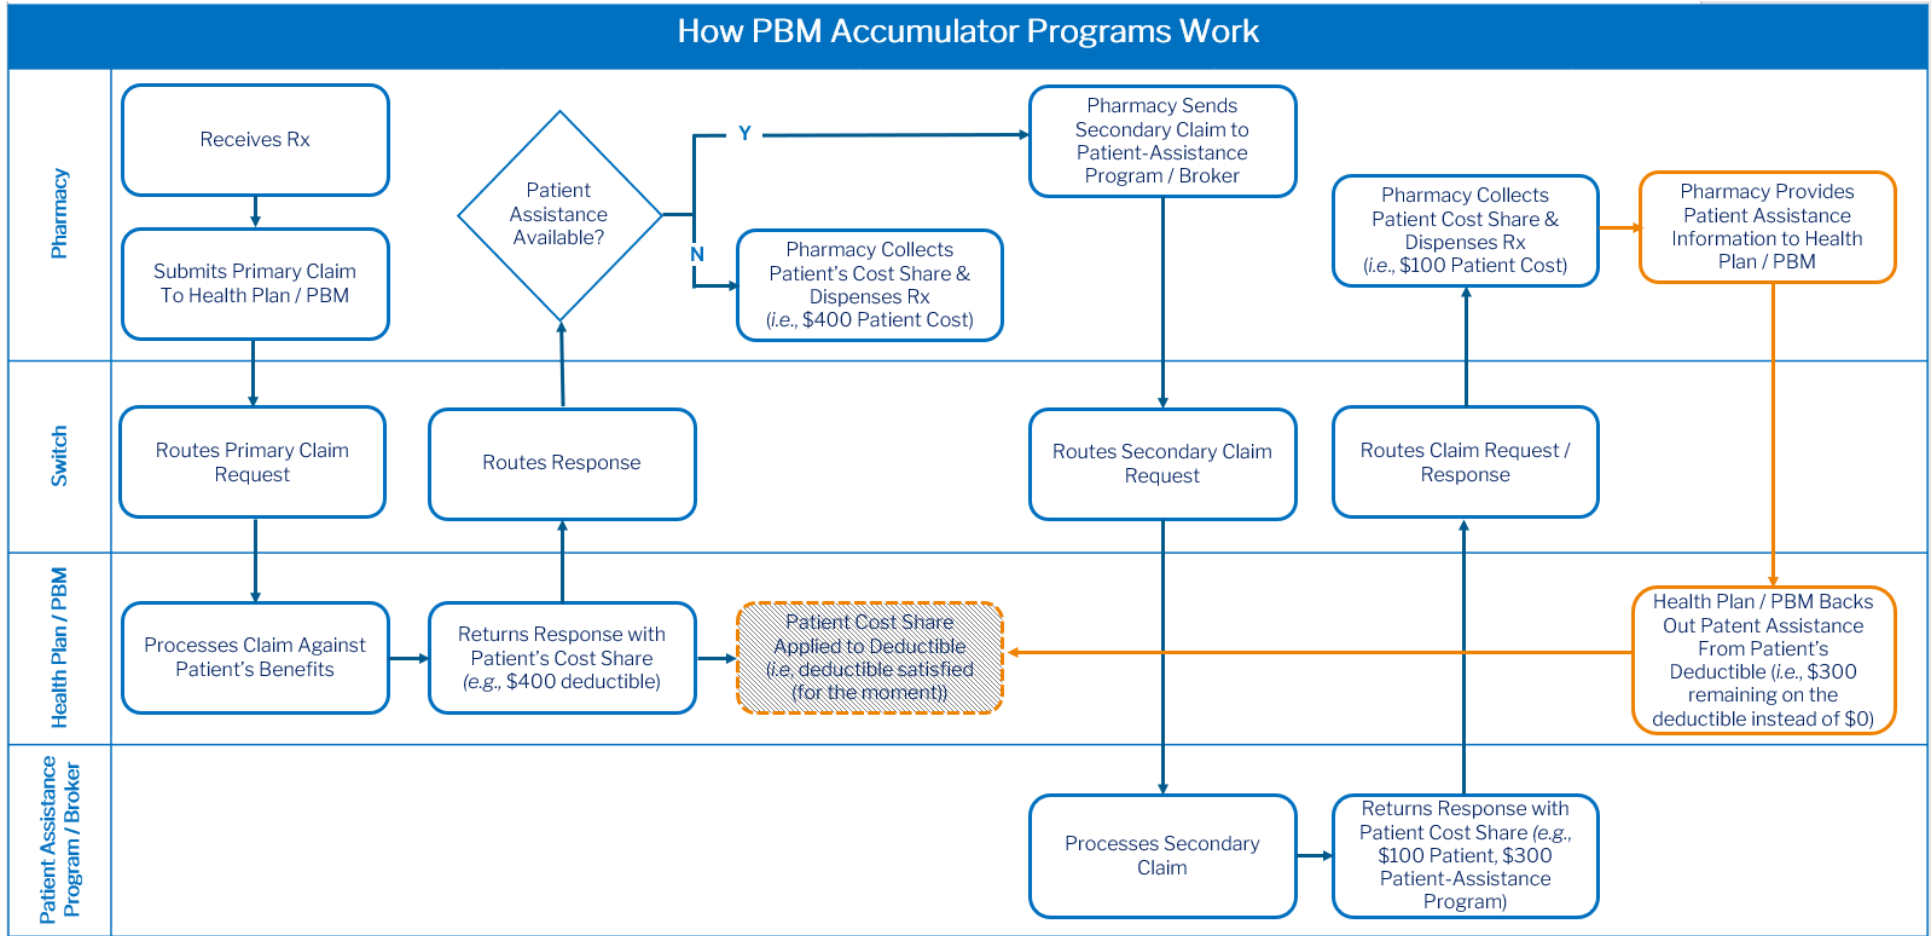 How PBM Accumulator Programs Work
Pharmacy
Receives Rx
Submits Primary Claim
To Health Plan / PBM
Patient
Assistance
Available?
Y
N
Pharmacy Collects
Patient's Cost Share &
Dispenses Rx
(i.e., $400 Patient Cost)
Pharmacy Sends
Secondary Claim to
Patient-Assistance
Program / Broker
Pharmacy Collects
Patient Cost Share &
Dispenses Rx
(i.e., $100 Patient Cost)
Pharmacy Provides
Patient Assistance
Information to Health
Plan / PBM
Switch
Routes Primary Claim
Request
Routes Response
Routes Secondary Claim
Request
Routes Claim Request /
Response
Health Plan / PBM
Processes Claim Against
Patient's Benefits
Returns Response with
Patient's Cost Share
(e.g., $400 deductible)
Patient Cost Share
Applied to Deductible
(i.e, deductible satisfied
(for the moment))
Health Plan / PBM Backs
Out Patent Assistance
From Patient's
Deductible (i.e., $300
remaining on the
deductible instead of $0)
Patient Assistance
Program / Broker
Processes Secondary
Claim
Returns Response with
Patient Cost Share (e.g.,
$100 Patient, $300
Patient-Assistance
Program)